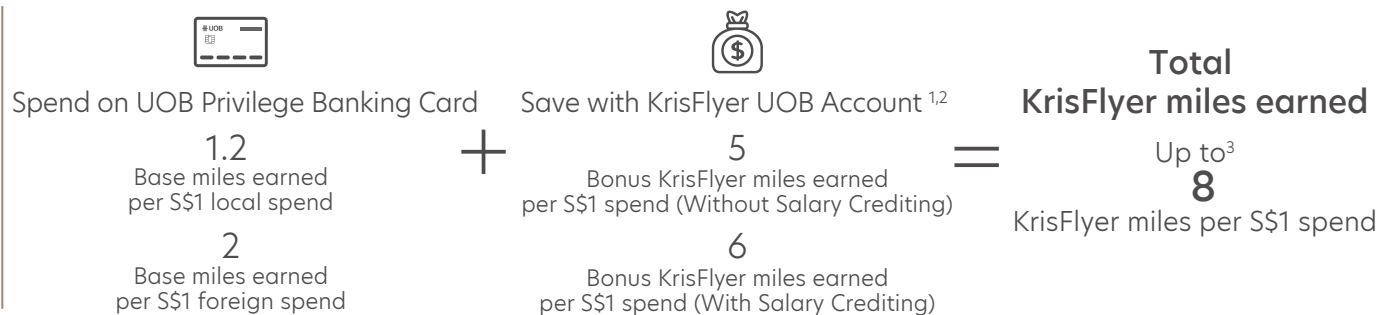 UOB
Spend on UOB Privilege Banking Card
1.2
Base miles earned
per S$1 local spend
2
Base miles earned
per S$1 foreign spend
+
$
Save with KrisFlyer UOB Account 1,2
5
Bonus KrisFlyer miles earned
per S$1 spend (Without Salary Crediting)
6
Bonus KrisFlyer miles earned
per S$1 spend (With Salary Crediting)
=
Total
KrisFlyer miles earned
Up to3
8
KrisFlyer miles per S$1 spend